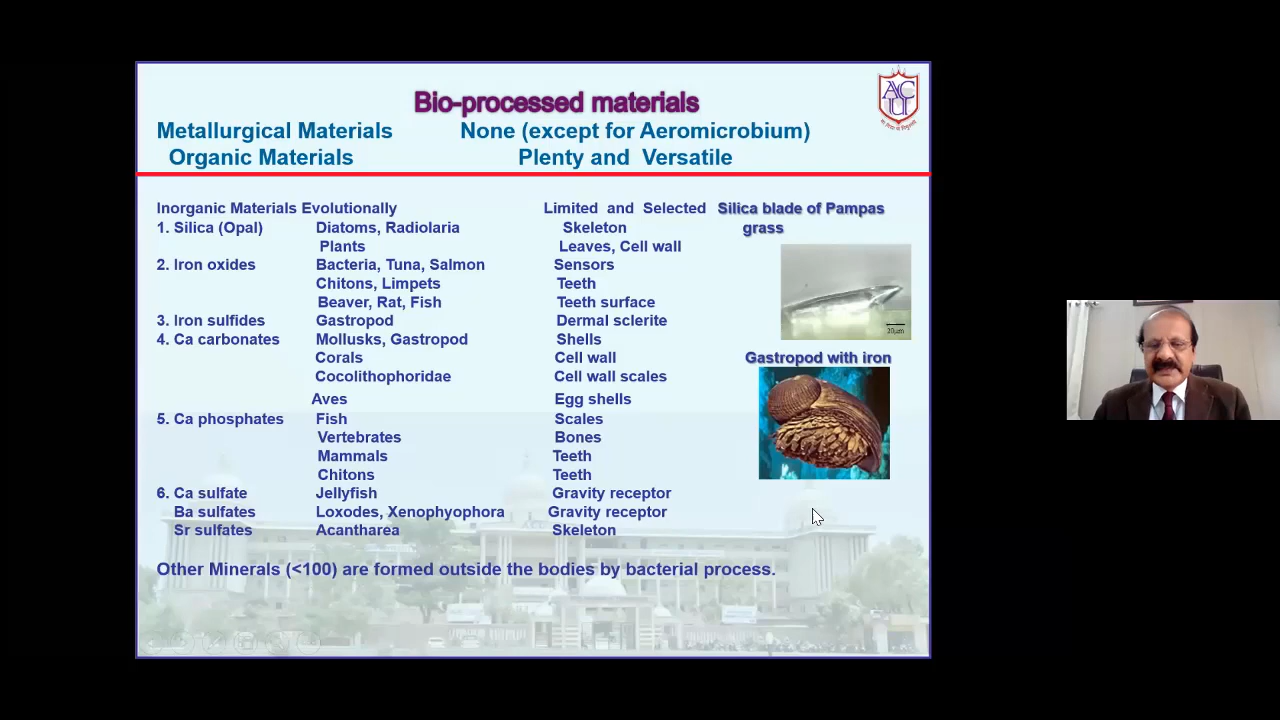 Bio-processed materials
Metallurgical Materials None (except for Aeromicrobium)
Organic Materials Plenty and Versatile
Inorganic Materials Evolutionally Limited and Selected Silica blade of Pampas
1. Silica (Opal) Diatoms, Radiolaria Skeleton grass
Plants Leaves, Cell wall
2. Iron oxides Bacteria, Tuna, Salmon Sensors
Chitons, Limpets Teeth
Beaver, Rat, Fish Teeth surface
20µm
3. Iron sulfides Gastropod Dermal sclerite
4. Ca carbonates Mollusks, Gastropod Shells
Corals Cell wall Gastropod with iron
Cocolithophoridae Cell wall scales
Aves Egg shells
5. Ca phosphates Fish Scales
Vertebrates Bones
Mammals Teeth
Chitons Teeth
6. Ca sulfate Jellyfish Gravity receptor
Ba sulfates Loxodes, Xenophyophora Gravity receptor
Sr sulfates Acantharea Skeleton
Other Minerals (<100) are formed outside the bodies by bacterial process.